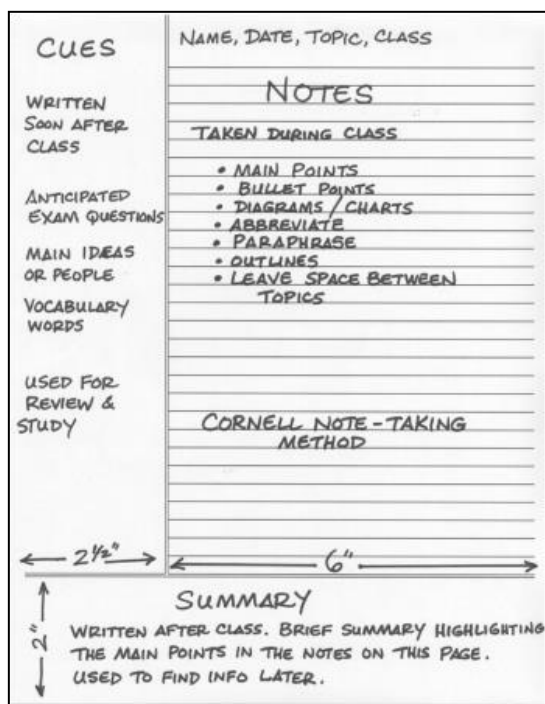 CUES
WRITTEN
SOON AFTER
CLASS
ANTICIPATED
EXAM QUESTIONS
MAIN IDEAS
OR PEOPLE
VOCABULARY
WORDS
USED FOR
REVIEW &
STUDY
2 1/2"
NAME, DATE, TOPIC, CLASS
NOTES
TAKEN DURING CLASS
• MAIN POINTS
• BULLET POINTS
• DIAGRAMS / CHARTS
• ABBREVIATE
• PARAPHRASE
• OUTLINES
• LEAVE SPACE BETWEEN
TOPICS
CORNELL NOTE-TAKING
METHOD
6"
2"
SUMMARY
WRITTEN AFTER CLASS. BRIEF SUMMARY HIGHLIGHTING
THE MAIN POINTS IN THE NOTES ON THIS PAGE.
USED TO FIND INFO LATER.